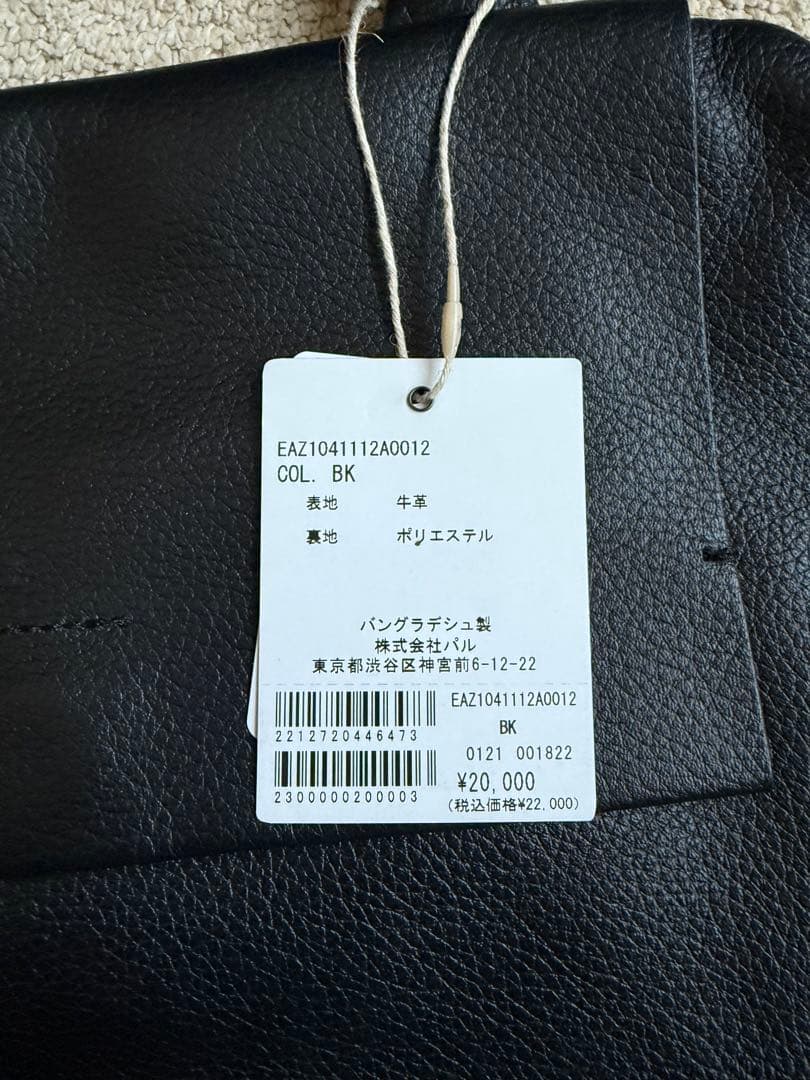 EAZ1041112A0012
COL. BK
表地 牛革
裏地 ポリエステル
バングラデシュ製
株式会社パル
東京都渋谷区神宮前6-12-22
EAZ1041112A0012
2212720446473
BK
0121 001822
2300000200003
¥20,000
(税込価格¥22,000)